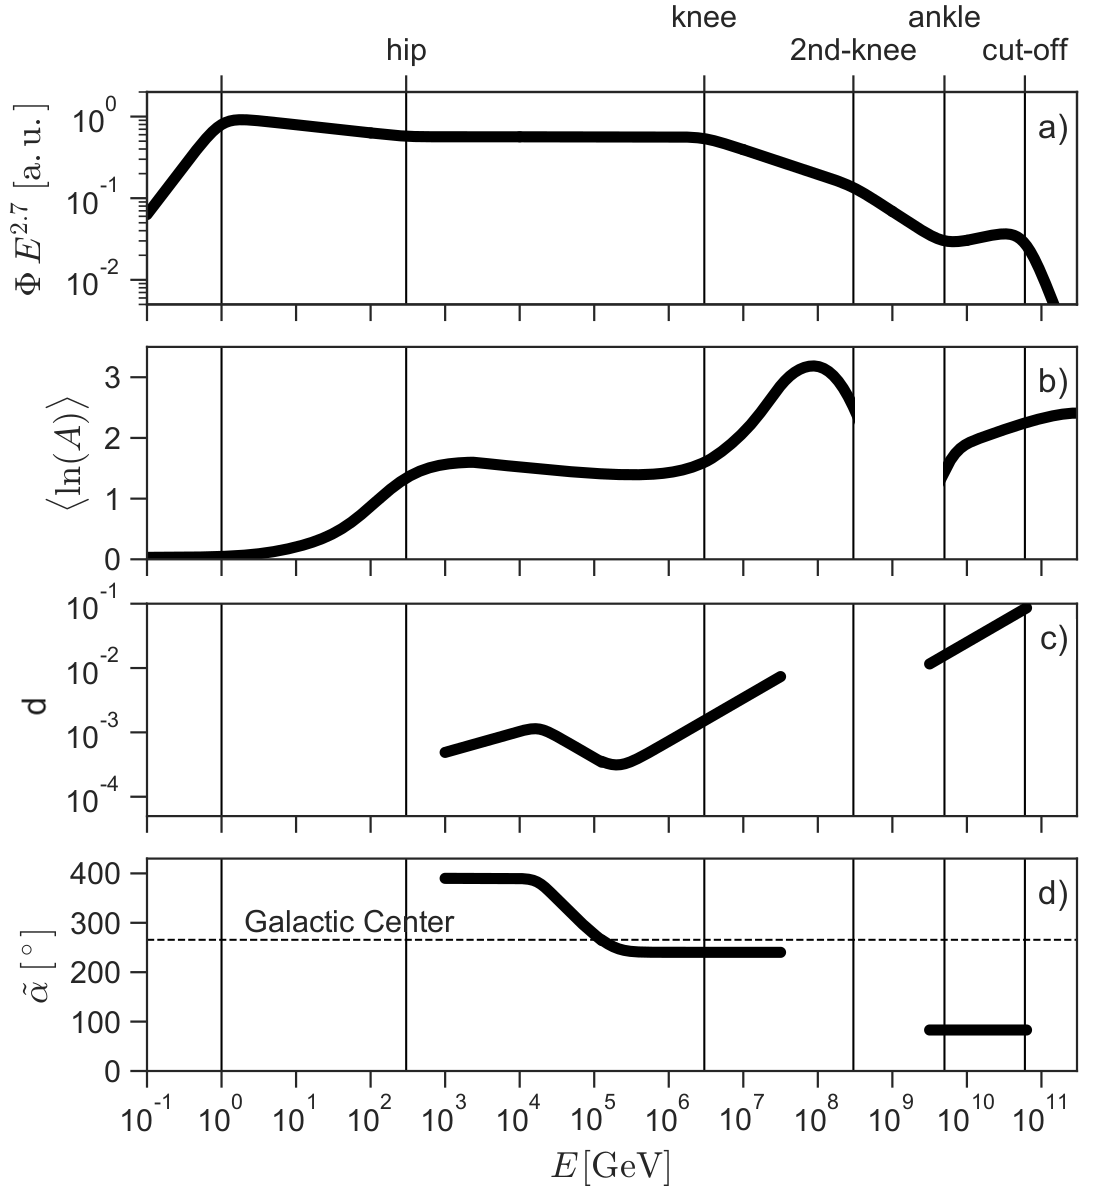 knee
ankle
hip
2nd-knee
cut-off
Φ E^2.7 [a. u.]
10^0
10^-1
10^-2
a)
⟨ln(A)⟩
3
2
1
0
b)
d
10^-1
10^-2
10^-3
10^-4
c)
α̃ [°]
400
300
200
100
0
Galactic Center
d)
10^-1 10^0 10^1 10^2 10^3 10^4 10^5 10^6 10^7 10^8 10^9 10^10 10^11
E [GeV]